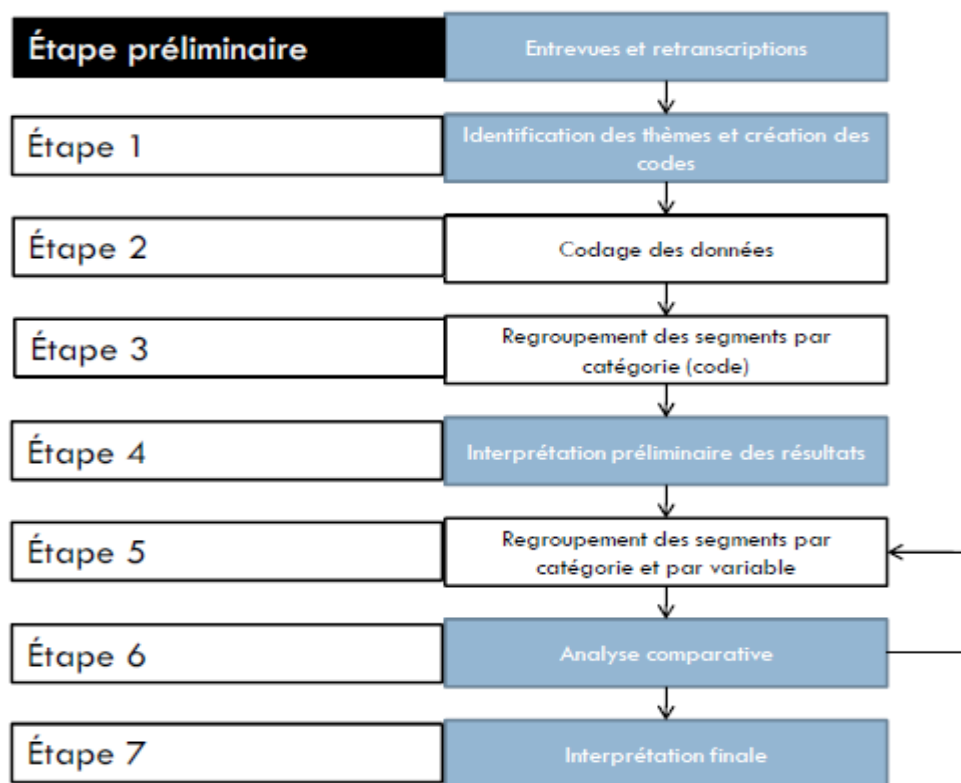 Étape préliminaire
Entrevues et retranscriptions
Étape 1
Identification des thèmes et création des
codes
Étape 2
Codage des données
Étape 3
Regroupement des segments par
catégorie (code)
Étape 4
Interprétation préliminaire des résultats
Étape 5
Regroupement des segments par
catégorie et par variable
Étape 6
Analyse comparative
Étape 7
Interprétation finale